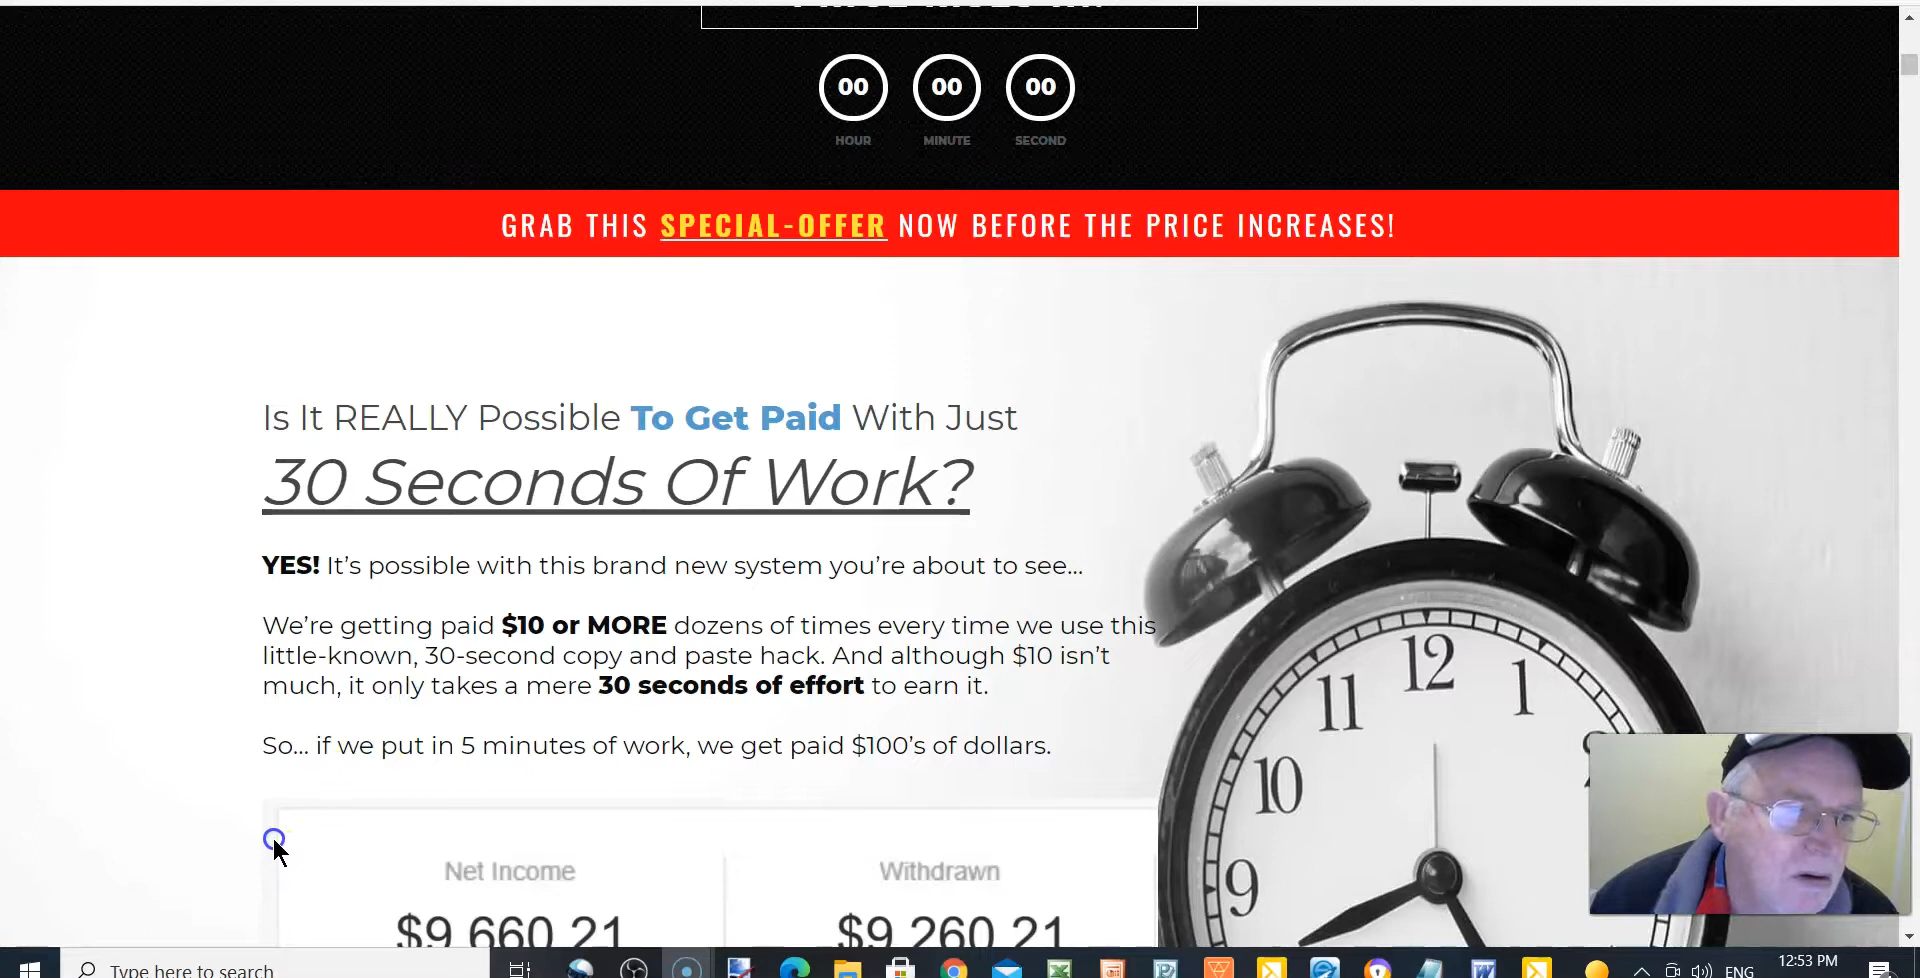 00 00 00
HOUR MINUTE SECOND
GRAB THIS SPECIAL-OFFER NOW BEFORE THE PRICE INCREASES!
Is It REALLY Possible To Get Paid With Just
30 Seconds Of Work?
YES! It’s possible with this brand new system you’re about to see...
We’re getting paid $10 or MORE dozens of times every time we use this
little-known, 30-second copy and paste hack. And although $10 isn’t
much, it only takes a mere 30 seconds of effort to earn it.
So... if we put in 5 minutes of work, we get paid $100’s of dollars.
Net Income Withdrawn
$9 660 21 $9 260 21
12
11 1
10
9
Type here to search
ENG
12:53 PM